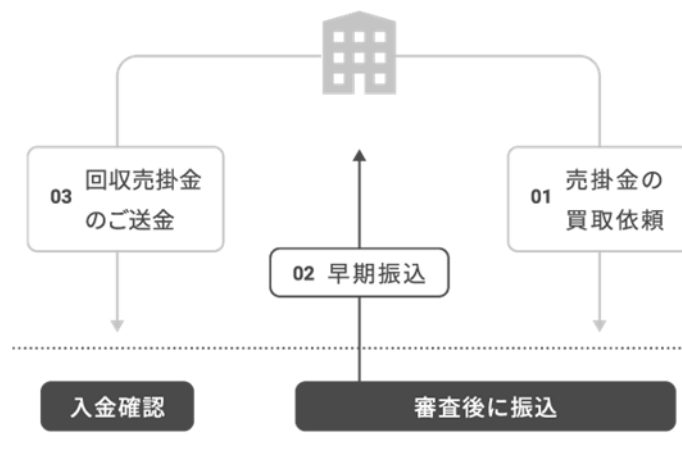 03 回収売掛金
のご送金
01 売掛金の
買取依頼
02 早期振込
入金確認
審査後に振込